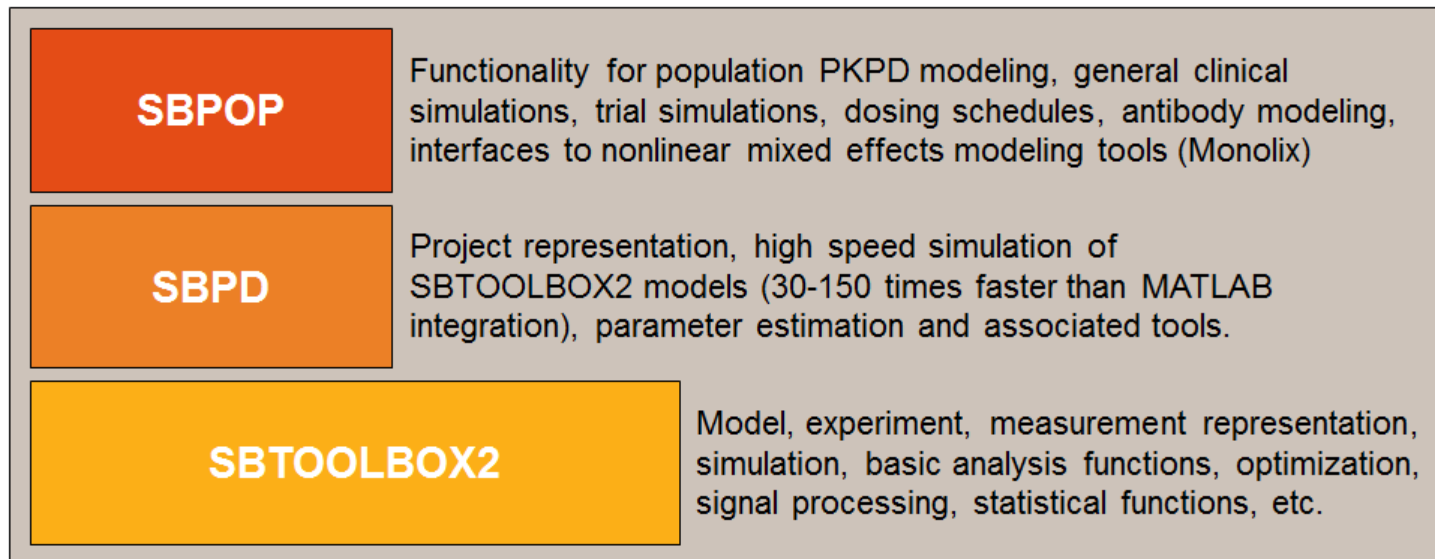 SBPOP
Functionality for population PKPD modeling, general clinical
simulations, trial simulations, dosing schedules, antibody modeling,
interfaces to nonlinear mixed effects modeling tools (Monolix)
SBPD
Project representation, high speed simulation of
SBTOOLBOX2 models (30-150 times faster than MATLAB
integration), parameter estimation and associated tools.
SBTOOLBOX2
Model, experiment, measurement representation,
simulation, basic analysis functions, optimization,
signal processing, statistical functions, etc.